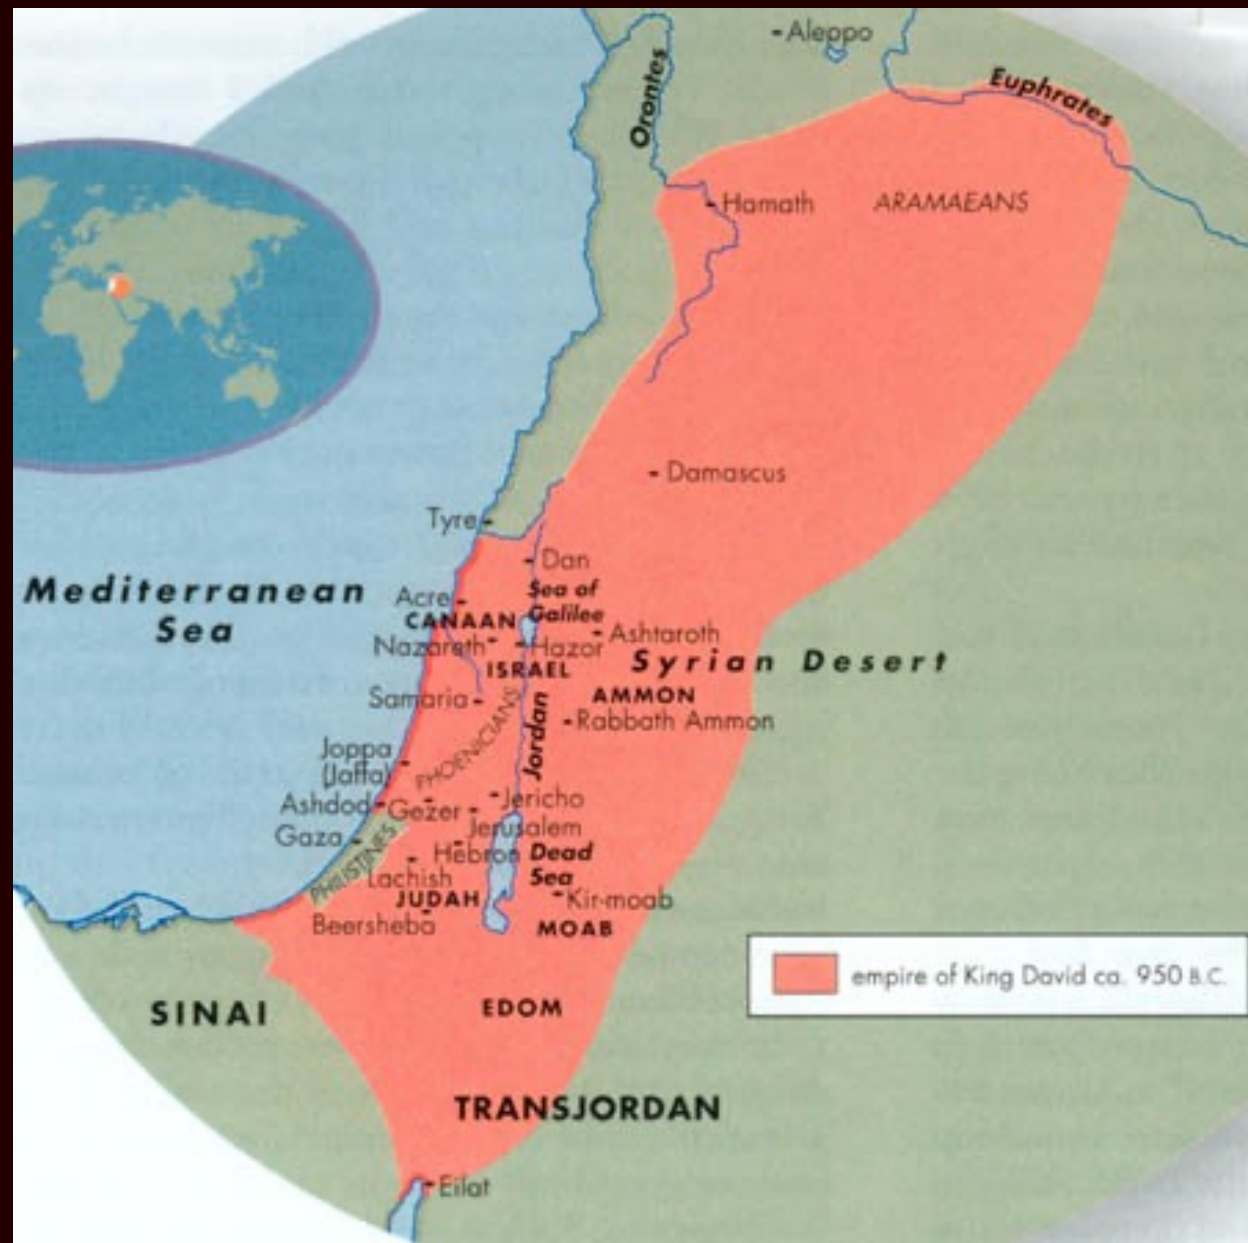 Aleppo
Orontes
Euphrates
Hamath
ARAMAEANS
Damascus
Tyre
Dan
Mediterranean
Sea
Acre
Sea of
Galilee
CANAAN
Ashtaroth
Nazareth
Hazor
ISRAEL
Syrian Desert
Samaria
AMMON
Rabbath Ammon
PHOENICIANS
Jordan
Joppa
(Jaffa)
Ashdod
Gezer
Jericho
Gaza
Jerusalem
PHILISTINES
Hebron
Dead
Sea
Lachish
JUDAH
Kir-moab
Beersheba
MOAB
empire of King David ca. 950 B.C.
SINAI
EDOM
TRANSJORDAN
Eilat